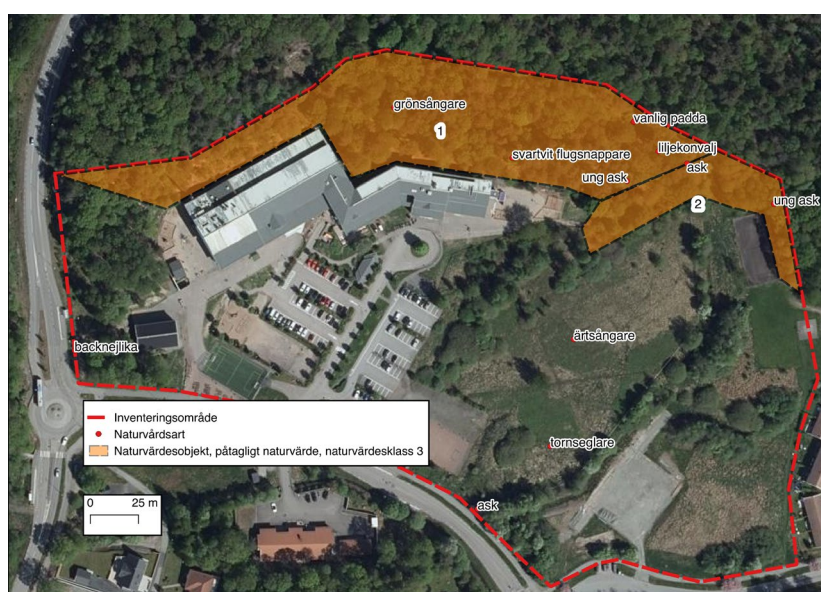 grönsångare
1
vanlig padda
svartvit flugsnappare
liljekonvalj
ung ask
ask
2
ung ask
ärtsångare
backnejlika
tornseglare
ask
Inventeringsområde
Naturvårdsart
Naturvärdesobjekt, påtagligt naturvärde, naturvärdesklass 3
0 25 m